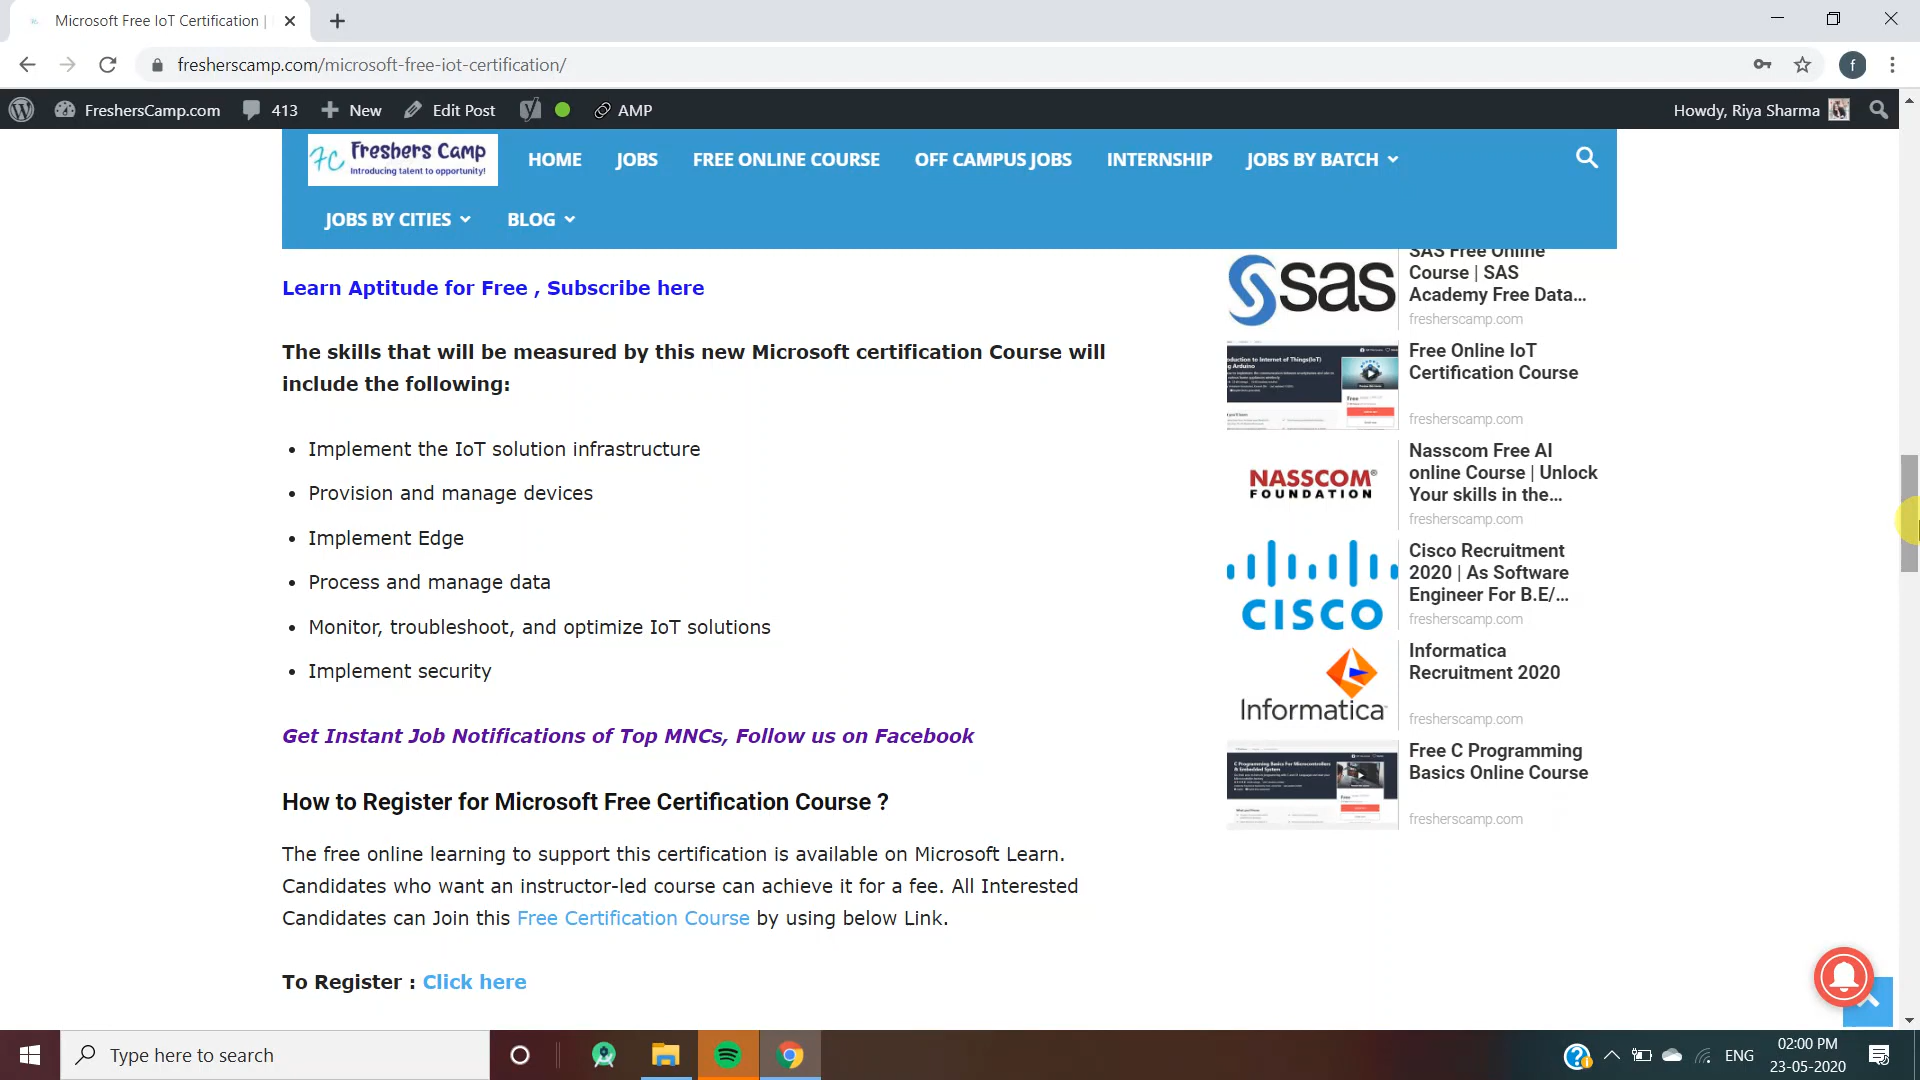 Microsoft Free IoT Certification |
fresherscamp.com/microsoft-free-iot-certification/
f
FreshersCamp.com 413 New Edit Post AMP Howdy, Riya Sharma
FC Freshers Camp
Introducing talent to opportunity!
HOME JOBS FREE ONLINE COURSE OFF CAMPUS JOBS INTERNSHIP JOBS BY BATCH
JOBS BY CITIES BLOG
Learn Aptitude for Free , Subscribe here
The skills that will be measured by this new Microsoft certification Course will
include the following:
• Implement the IoT solution infrastructure
• Provision and manage devices
• Implement Edge
• Process and manage data
• Monitor, troubleshoot, and optimize IoT solutions
• Implement security
Get Instant Job Notifications of Top MNCs, Follow us on Facebook
How to Register for Microsoft Free Certification Course ?
The free online learning to support this certification is available on Microsoft Learn.
Candidates who want an instructor-led course can achieve it for a fee. All Interested
Candidates can Join this Free Certification Course by using below Link.
To Register : Click here
sas
SAS Free Online
Course | SAS
Academy Free Data...
fresherscamp.com
Free Online IoT
Certification Course
fresherscamp.com
NASSCOM®
FOUNDATION
Nasscom Free AI
online Course | Unlock
Your skills in the...
fresherscamp.com
CISCO
Cisco Recruitment
2020 | As Software
Engineer For B.E/...
fresherscamp.com
Informatica
Informatica
Recruitment 2020
fresherscamp.com
Free C Programming
Basics Online Course
fresherscamp.com
Type here to search
ENG
02:00 PM
23-05-2020